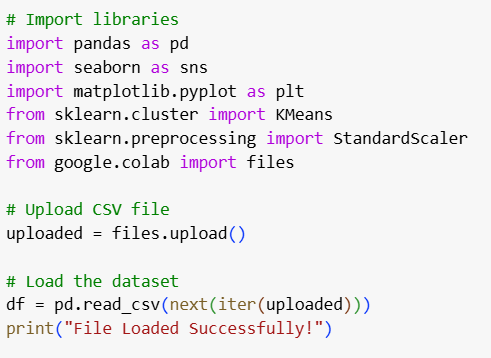 # Import libraries
import pandas as pd
import seaborn as sns
import matplotlib.pyplot as plt
from sklearn.cluster import KMeans
from sklearn.preprocessing import StandardScaler
from google.colab import files

# Upload CSV file
uploaded = files.upload()

# Load the dataset
df = pd.read_csv(next(iter(uploaded)))
print("File Loaded Successfully!")